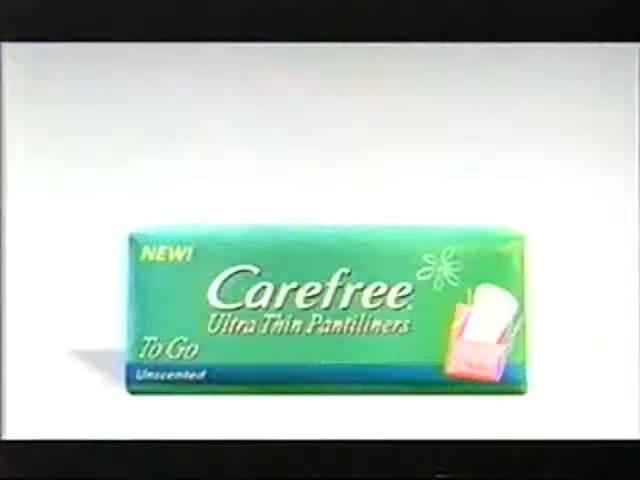 NEW!
Carefree
Ultra Thin Pantiliners
To Go
Unscented